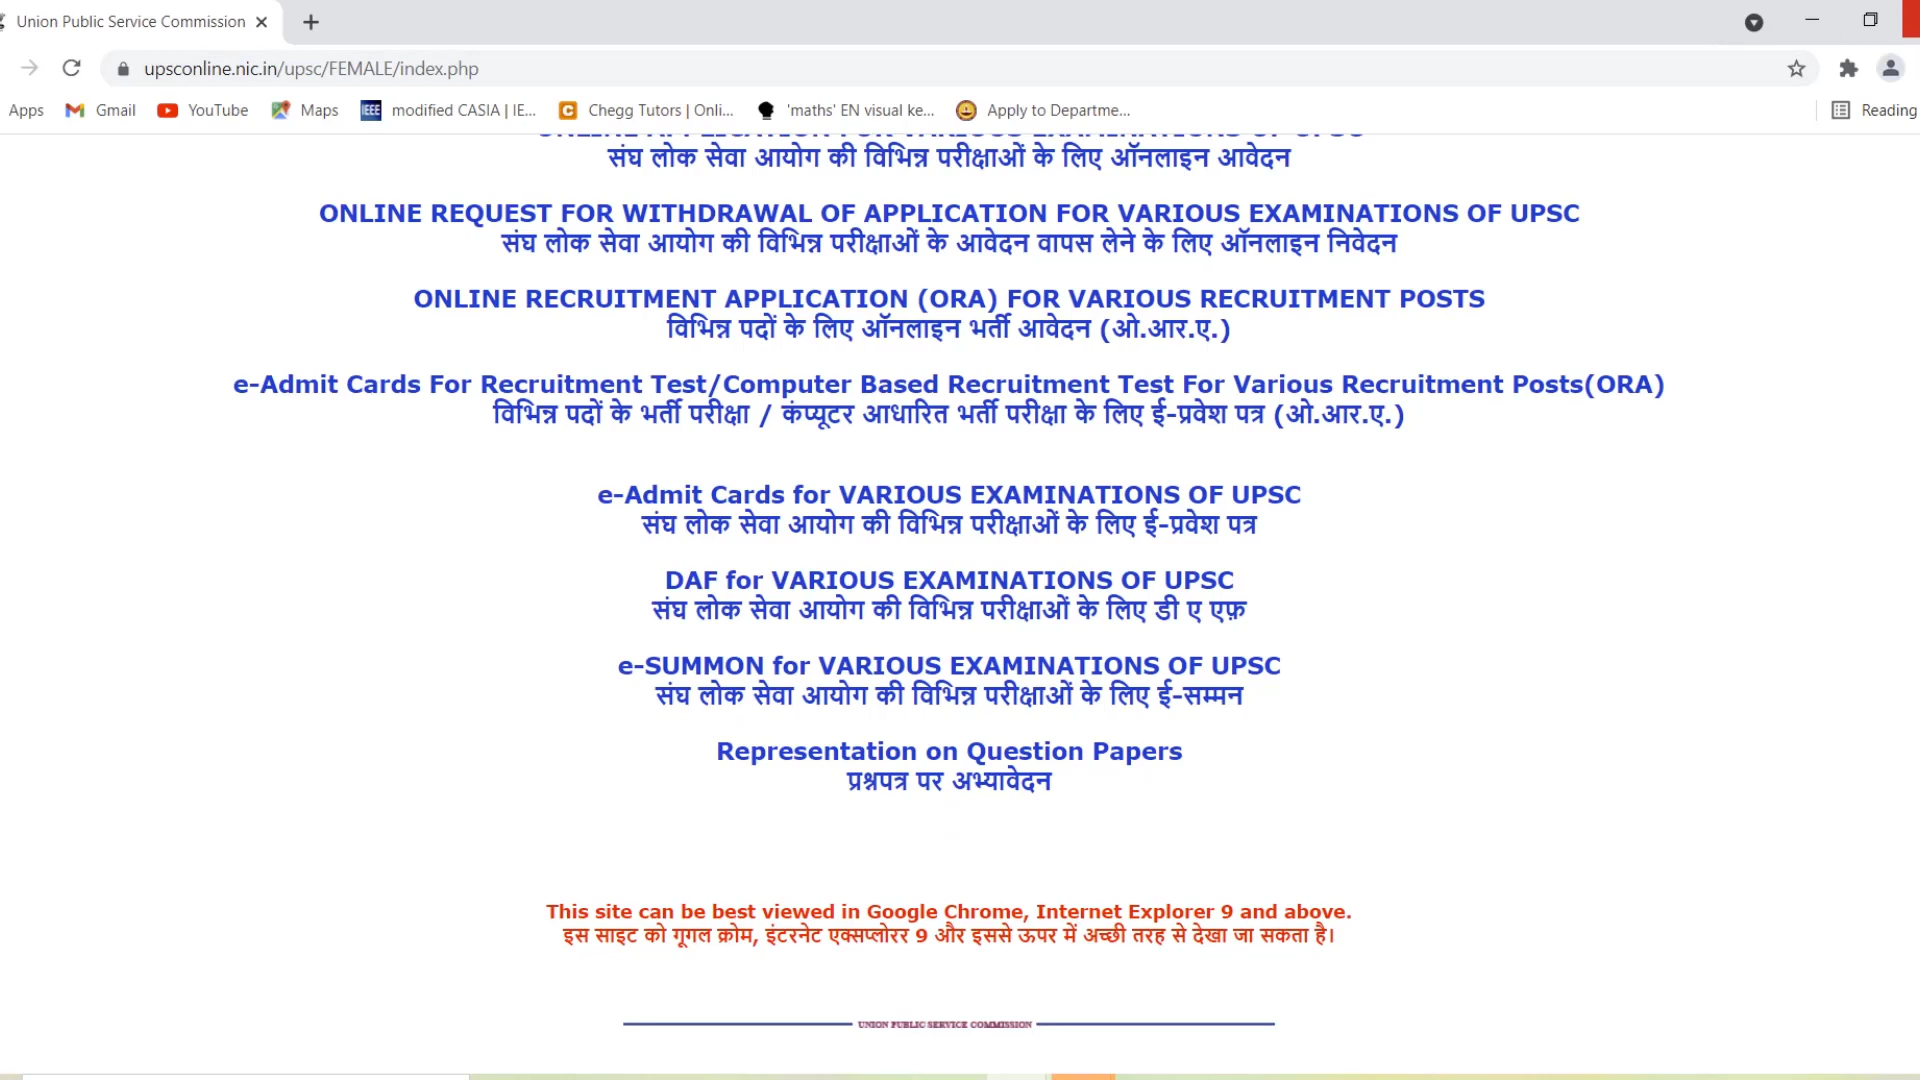 Union Public Service Commission
upsconline.nic.in/upsc/FEMALE/index.php
Apps Gmail YouTube Maps modified CASIA | IE... Chegg Tutors | Onli... 'maths' EN visual ke... Apply to Departme... Reading
ONLINE APPLICATION FOR VARIOUS EXAMINATIONS OF UPSC
संघ लोक सेवा आयोग की विभिन्न परीक्षाओं के लिए ऑनलाइन आवेदन
ONLINE REQUEST FOR WITHDRAWAL OF APPLICATION FOR VARIOUS EXAMINATIONS OF UPSC
संघ लोक सेवा आयोग की विभिन्न परीक्षाओं के आवेदन वापस लेने के लिए ऑनलाइन निवेदन
ONLINE RECRUITMENT APPLICATION (ORA) FOR VARIOUS RECRUITMENT POSTS
विभिन्न पदों के लिए ऑनलाइन भर्ती आवेदन (ओ.आर.ए.)
e-Admit Cards For Recruitment Test/Computer Based Recruitment Test For Various Recruitment Posts(ORA)
विभिन्न पदों के भर्ती परीक्षा / कंप्यूटर आधारित भर्ती परीक्षा के लिए ई-प्रवेश पत्र (ओ.आर.ए.)
e-Admit Cards for VARIOUS EXAMINATIONS OF UPSC
संघ लोक सेवा आयोग की विभिन्न परीक्षाओं के लिए ई-प्रवेश पत्र
DAF for VARIOUS EXAMINATIONS OF UPSC
संघ लोक सेवा आयोग की विभिन्न परीक्षाओं के लिए डी ए एफ़
e-SUMMON for VARIOUS EXAMINATIONS OF UPSC
संघ लोक सेवा आयोग की विभिन्न परीक्षाओं के लिए ई-सम्मन
Representation on Question Papers
प्रश्नपत्र पर अभ्यावेदन
This site can be best viewed in Google Chrome, Internet Explorer 9 and above.
इस साइट को गूगल क्रोम, इंटरनेट एक्सप्लोरर 9 और इससे ऊपर में अच्छी तरह से देखा जा सकता है।
UNION PUBLIC SERVICE COMMISSION